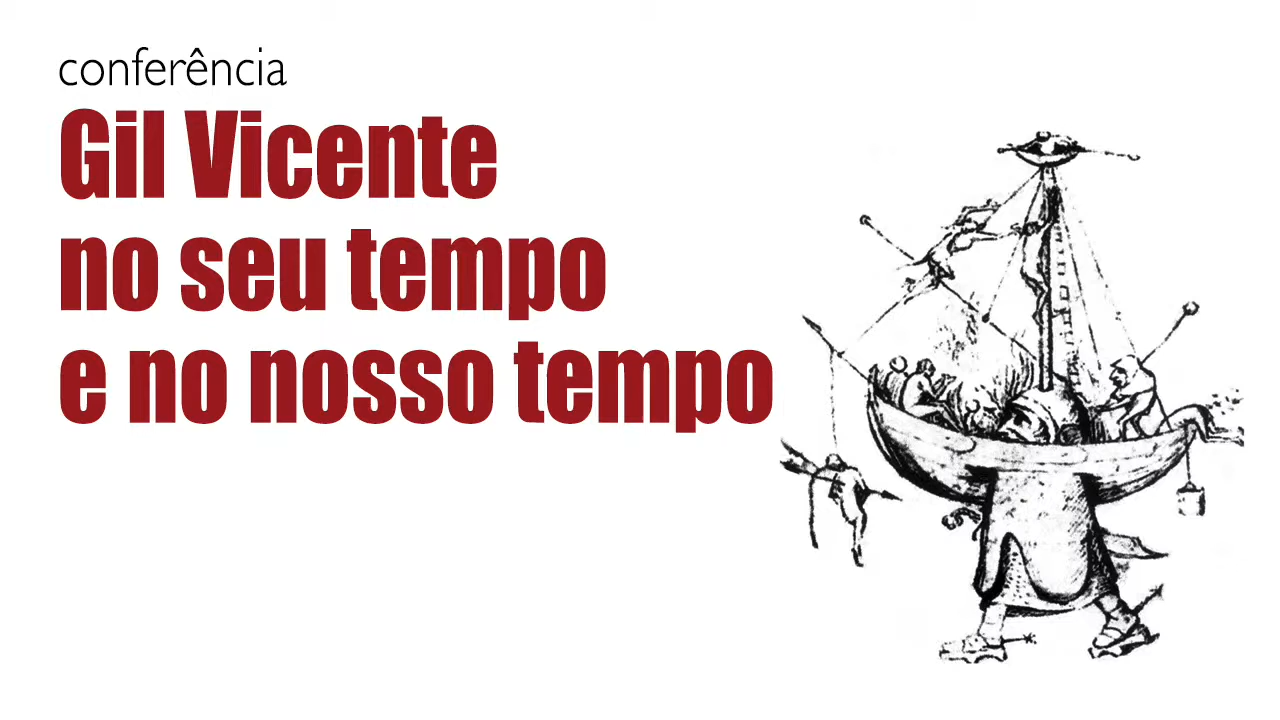 conferência
Gil Vicente
no seu tempo
e no nosso tempo